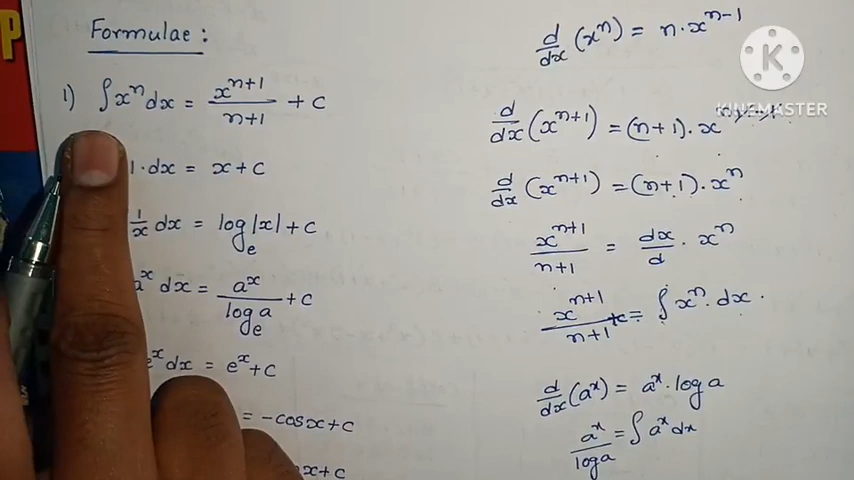 Formulae :
1) ∫xⁿ dx = xⁿ⁺¹/n+1 + c
1·dx = x+c
1/x dx = logₑ|x| + c
aˣ dx = aˣ/logₑa + c
eˣ dx = eˣ+c
= -cosx+c
x+c
d/dx (xⁿ) = n·xⁿ⁻¹
d/dx (xⁿ⁺¹) = (n+1)·x
d/dx (xⁿ⁺¹) = (n+1)·xⁿ
xⁿ⁺¹/n+1 = dx/d · xⁿ
xⁿ⁺¹/n+1 +c = ∫xⁿ·dx.
d/dx (aˣ) = aˣ·log a
aˣ/log a = ∫aˣ dx
KINEMASTER